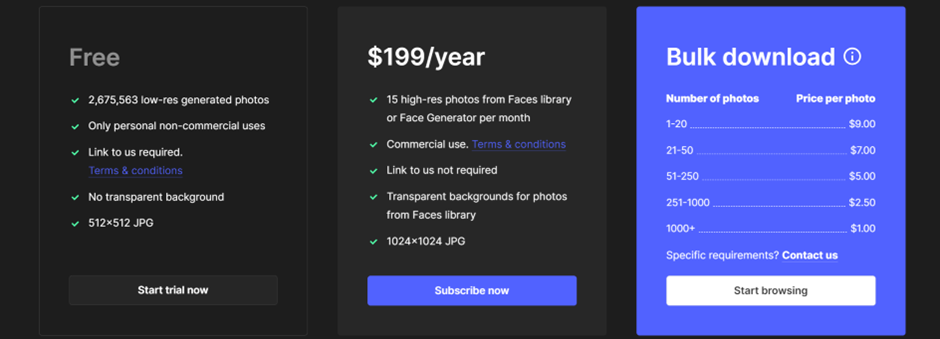 Free
2,675,563 low-res generated photos
Only personal non-commercial uses
Link to us required.
Terms & conditions
No transparent background
512×512 JPG
Start trial now
$199/year
15 high-res photos from Faces library
or Face Generator per month
Commercial use. Terms & conditions
Link to us not required
Transparent backgrounds for photos
from Faces library
1024×1024 JPG
Subscribe now
Bulk download
Number of photos Price per photo
1-20 $9.00
21-50 $7.00
51-250 $5.00
251-1000 $2.50
1000+ $1.00
Specific requirements? Contact us
Start browsing